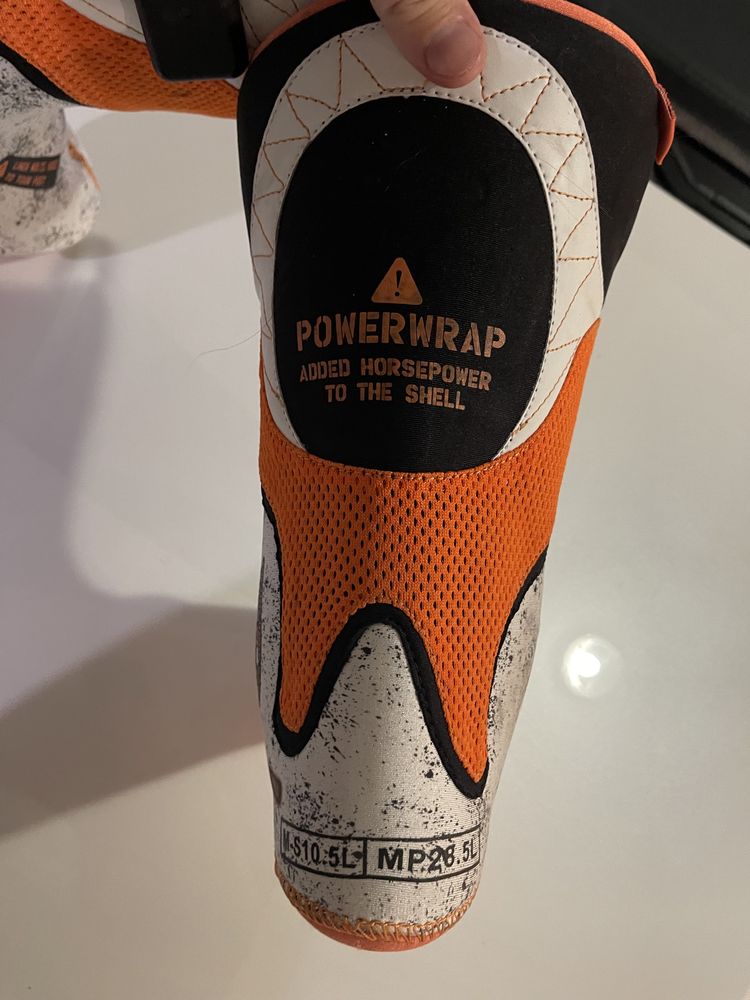 POWERWRAP
ADDED HORSEPOWER
TO THE SHELL
M-S10.5L MP28.5L